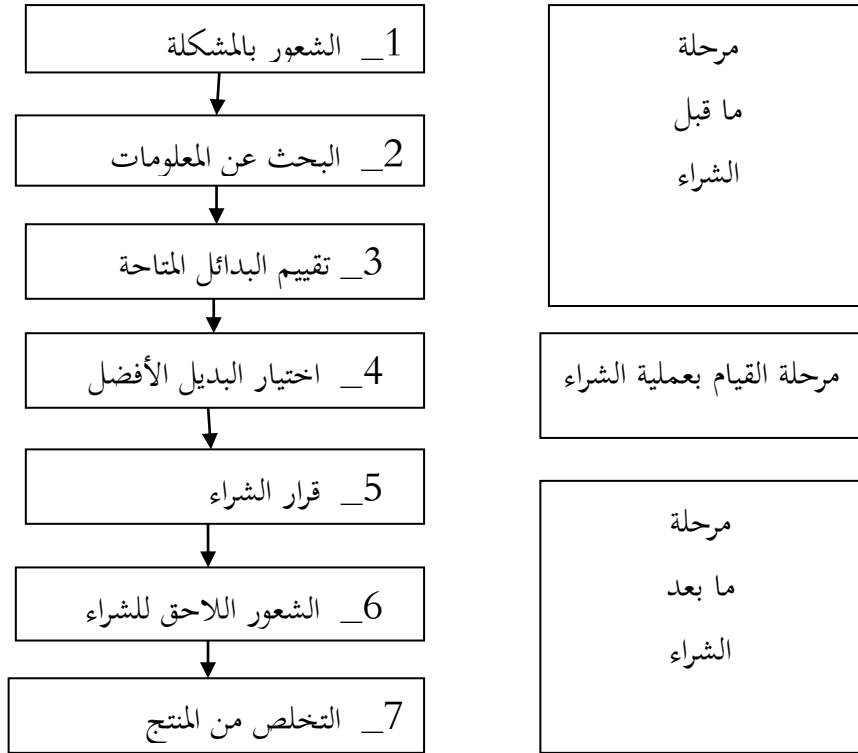 مرحلة
ما قبل
الشراء
مرحلة القيام بعملية الشراء
مرحلة
ما بعد
الشراء
1_ الشعور بالمشكلة
2_ البحث عن المعلومات
3_ تقييم البدائل المتاحة
4_ اختيار البديل الأفضل
5_ قرار الشراء
6_ الشعور اللاحق للشراء
7_ التخلص من المنتج